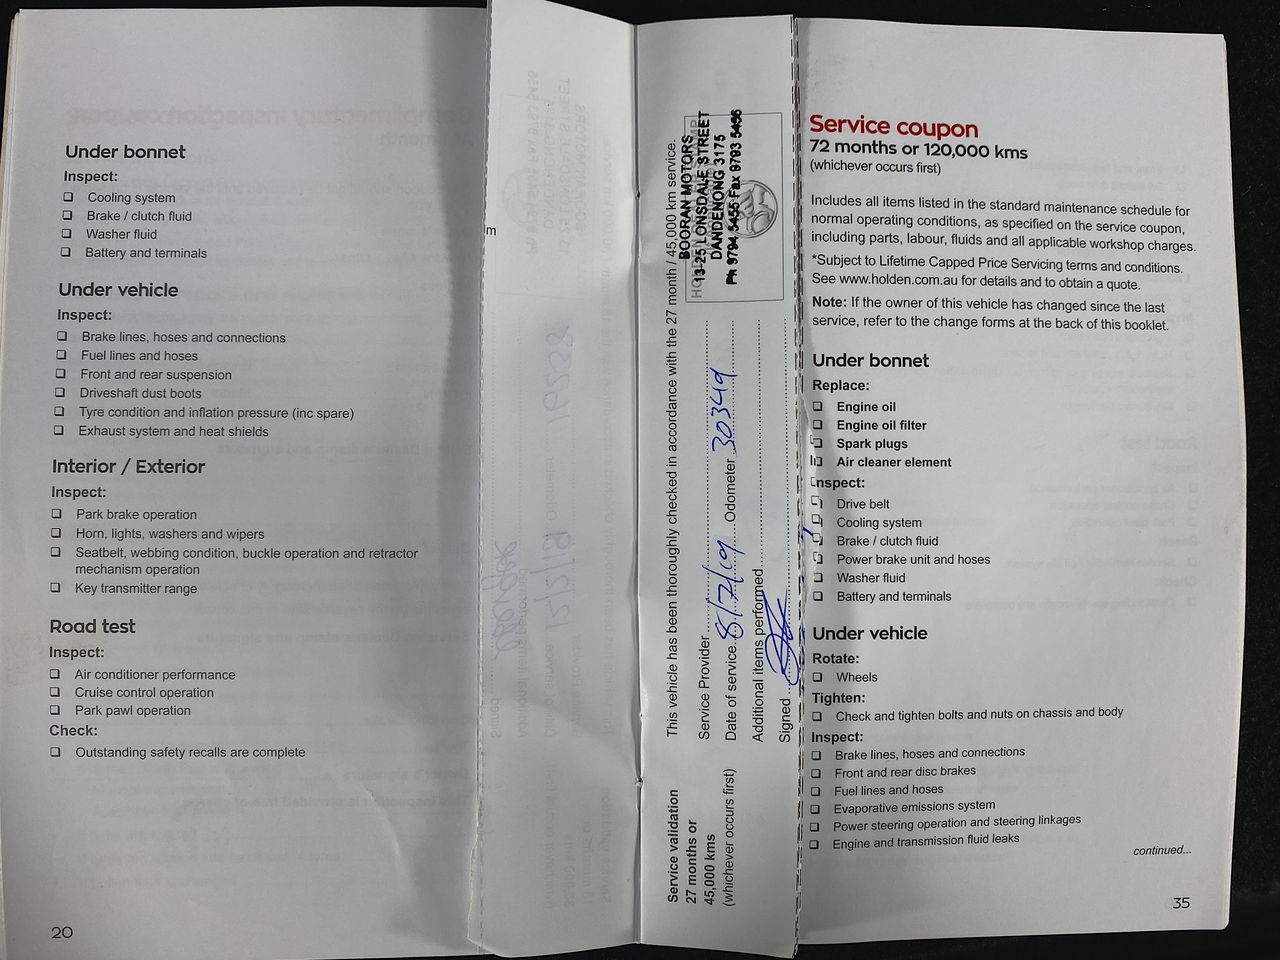 Under bonnet
Inspect:
❏ Cooling system
❏ Brake / clutch fluid
❏ Washer fluid
❏ Battery and terminals
Under vehicle
Inspect:
❏ Brake lines, hoses and connections
❏ Fuel lines and hoses
❏ Front and rear suspension
❏ Driveshaft dust boots
❏ Tyre condition and inflation pressure (inc spare)
❏ Exhaust system and heat shields
Interior / Exterior
Inspect:
❏ Park brake operation
❏ Horn, lights, washers and wipers
❏ Seatbelt, webbing condition, buckle operation and retractor
mechanism operation
❏ Key transmitter range
Road test
Inspect:
❏ Air conditioner performance
❏ Cruise control operation
❏ Park pawl operation
Check:
❏ Outstanding safety recalls are complete
20
Service validation
27 months or
45,000 kms
(whichever occurs first)
This vehicle has been thoroughly checked in accordance with the 27 month / 45,000 km service.
Service Provider
Date of service 8/7/19 Odometer 30349
Additional items performed
Signed
BOORAN MOTORS
13-25 LONSDALE STREET
DANDENONG 3175
Ph 9794 5455 Fax 9793 5456
Service coupon
72 months or 120,000 kms
(whichever occurs first)
Includes all items listed in the standard maintenance schedule for
normal operating conditions, as specified on the service coupon,
including parts, labour, fluids and all applicable workshop charges.
*Subject to Lifetime Capped Price Servicing terms and conditions.
See www.holden.com.au for details and to obtain a quote.
Note: If the owner of this vehicle has changed since the last
service, refer to the change forms at the back of this booklet.
Under bonnet
Replace:
❏ Engine oil
❏ Engine oil filter
❏ Spark plugs
❏ Air cleaner element
Inspect:
❏ Drive belt
❏ Cooling system
❏ Brake / clutch fluid
❏ Power brake unit and hoses
❏ Washer fluid
❏ Battery and terminals
Under vehicle
Rotate:
❏ Wheels
Tighten:
❏ Check and tighten bolts and nuts on chassis and body
Inspect:
❏ Brake lines, hoses and connections
❏ Front and rear disc brakes
❏ Fuel lines and hoses
❏ Evaporative emissions system
❏ Power steering operation and steering linkages
❏ Engine and transmission fluid leaks
continued...
35